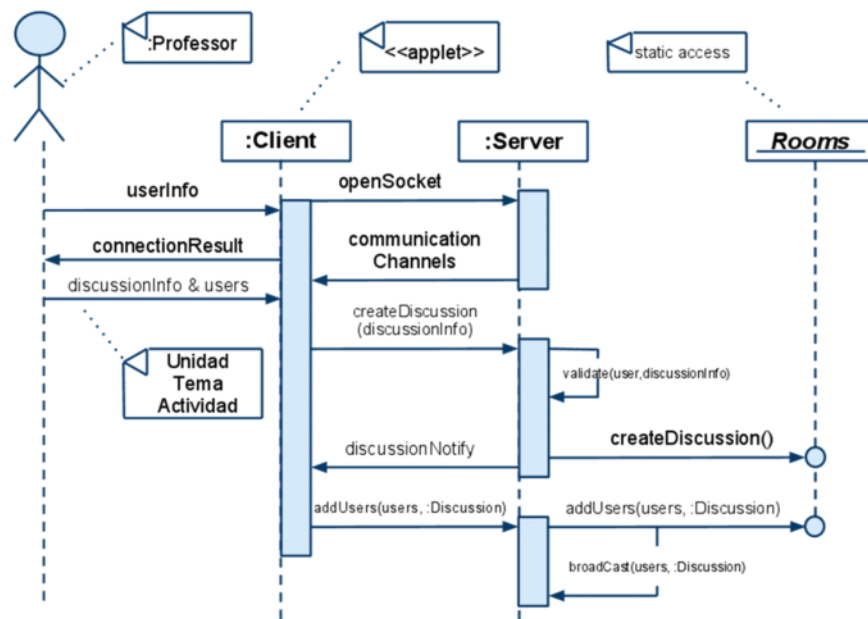 :Professor
<<applet>>
static access
:Client
:Server
Rooms
userInfo
openSocket
connectionResult
communication
Channels
discussionInfo & users
createDiscussion
(discussionInfo)
Unidad
Tema
Actividad
validate(user,discussionInfo)
discussionNotify
createDiscussion()
addUsers(users, :Discussion)
addUsers(users, :Discussion)
broadCast(users, :Discussion)